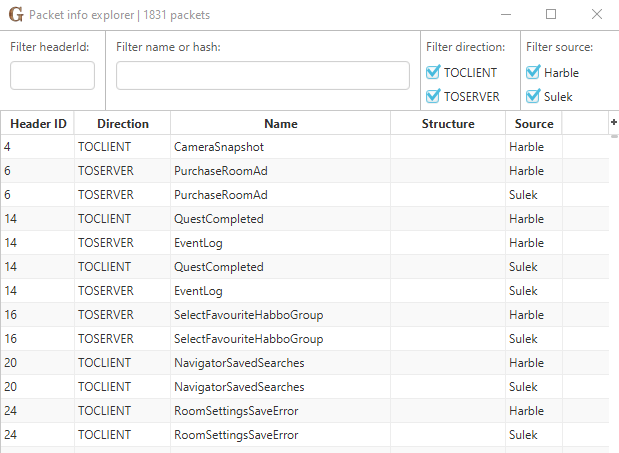 G Packet info explorer | 1831 packets
Filter headerId: Filter name or hash: Filter direction: Filter source:
TOCLIENT Harble
TOSERVER Sulek
Header ID Direction Name Structure Source +
4 TOCLIENT CameraSnapshot Harble
6 TOSERVER PurchaseRoomAd Harble
6 TOSERVER PurchaseRoomAd Sulek
14 TOCLIENT QuestCompleted Harble
14 TOSERVER EventLog Harble
14 TOCLIENT QuestCompleted Sulek
14 TOSERVER EventLog Sulek
16 TOSERVER SelectFavouriteHabboGroup Harble
16 TOSERVER SelectFavouriteHabboGroup Sulek
20 TOCLIENT NavigatorSavedSearches Harble
20 TOCLIENT NavigatorSavedSearches Sulek
24 TOCLIENT RoomSettingsSaveError Harble
24 TOCLIENT RoomSettingsSaveError Sulek